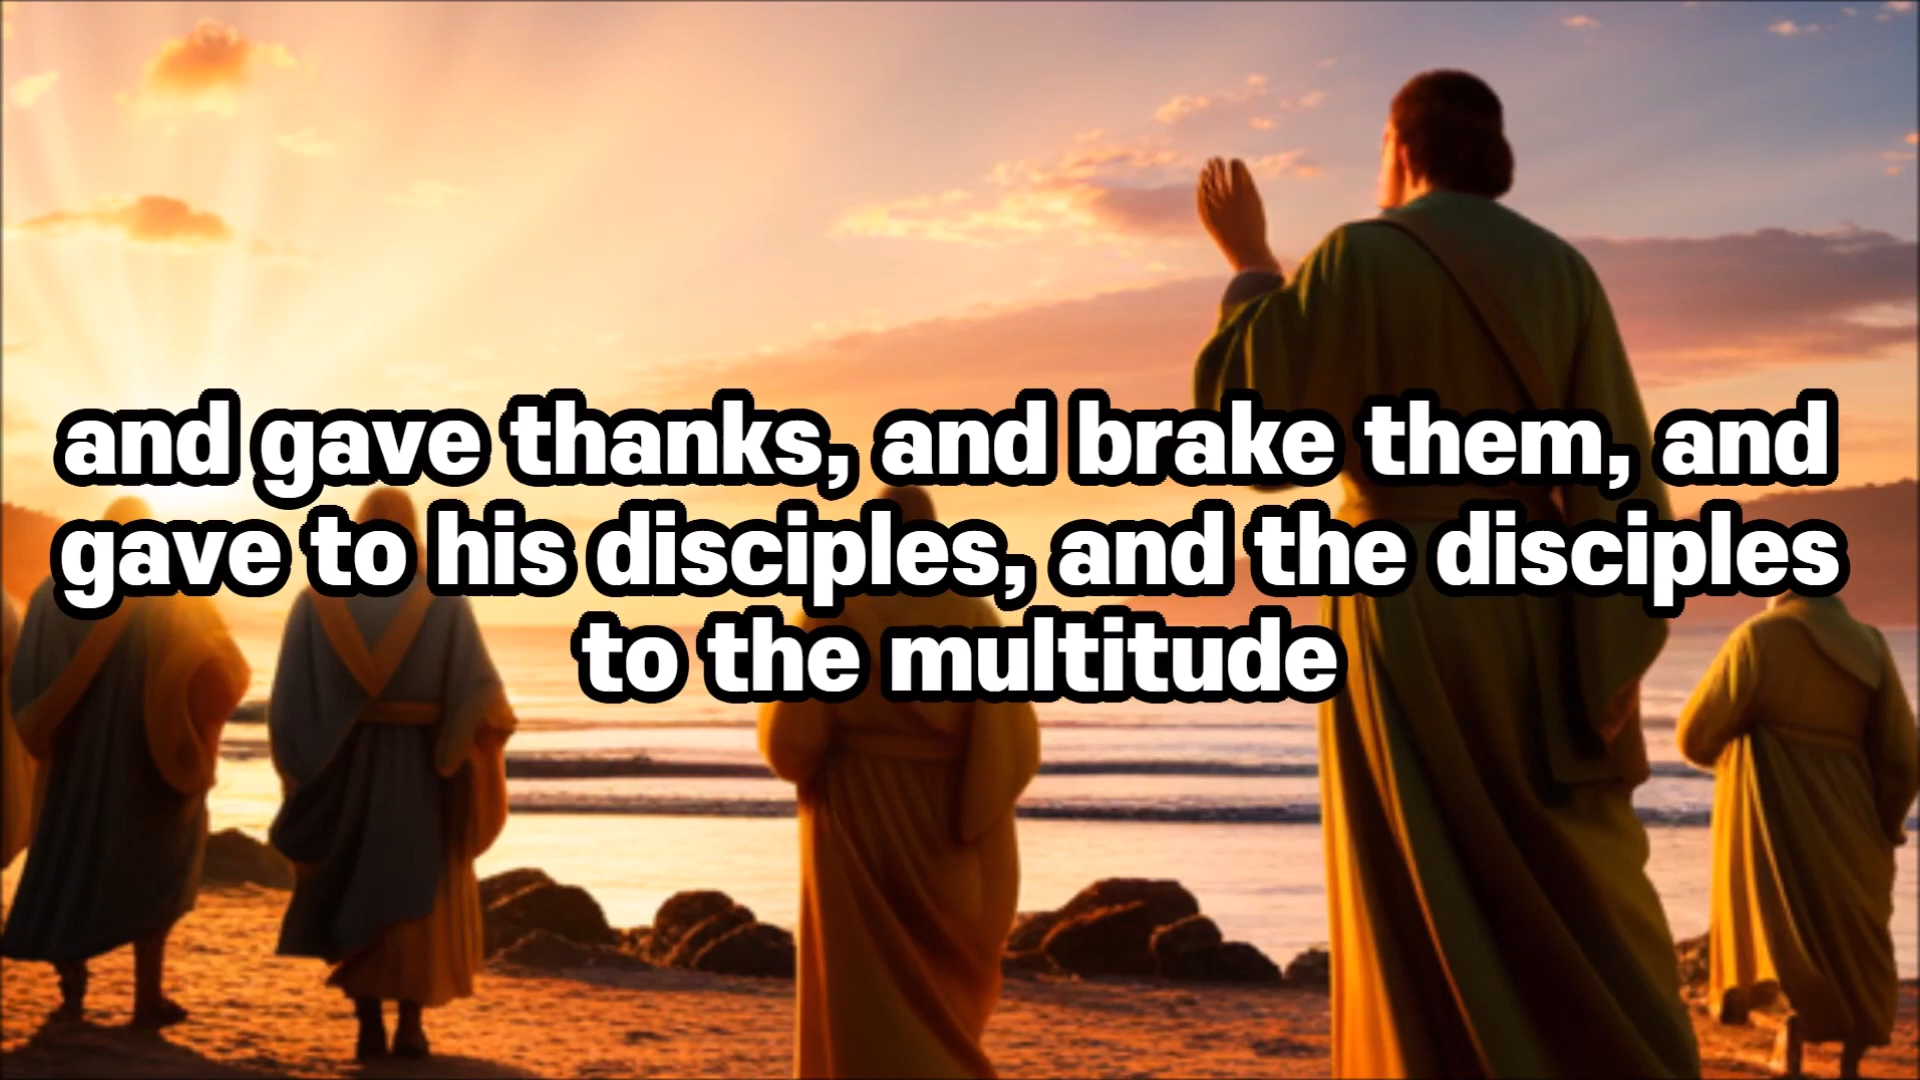 and gave thanks, and brake them, and
gave to his disciples, and the disciples
to the multitude